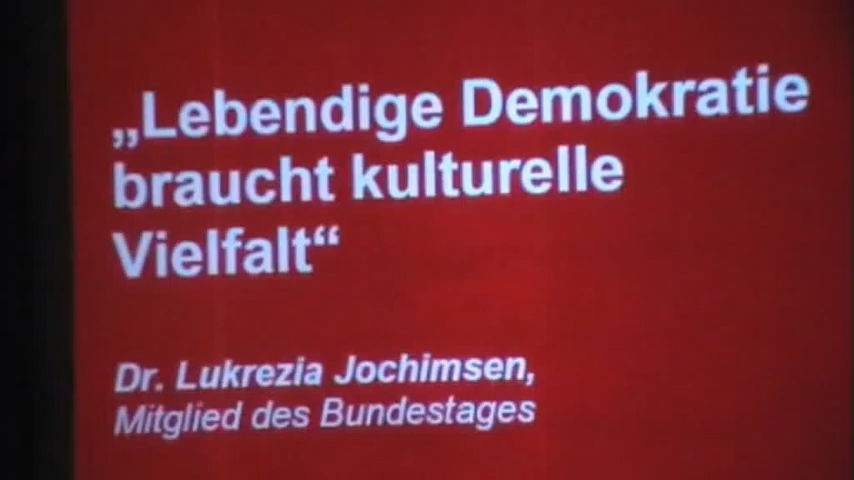 „Lebendige Demokratie
braucht kulturelle
Vielfalt“
Dr. Lukrezia Jochimsen,
Mitglied des Bundestages